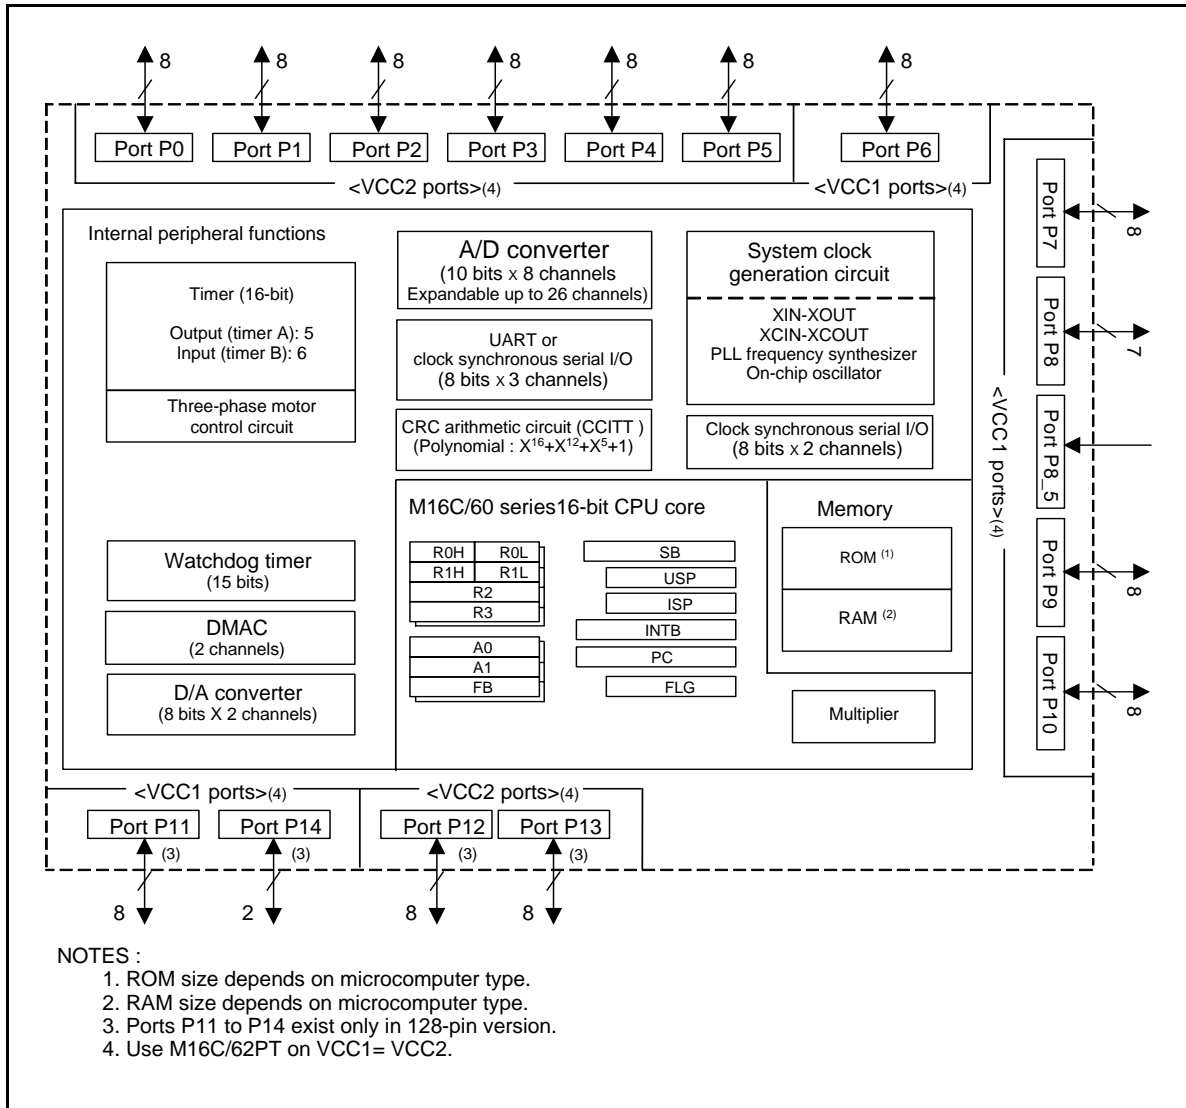 8 8 8 8 8 8 8
Port P0 Port P1 Port P2 Port P3 Port P4 Port P5 Port P6
<VCC2 ports>(4) <VCC1 ports>(4)
Internal peripheral functions
Timer (16-bit)
Output (timer A): 5
Input (timer B): 6
Three-phase motor
control circuit
Watchdog timer
(15 bits)
DMAC
(2 channels)
D/A converter
(8 bits X 2 channels)
A/D converter
(10 bits x 8 channels
Expandable up to 26 channels)
UART or
clock synchronous serial I/O
(8 bits x 3 channels)
CRC arithmetic circuit (CCITT )
(Polynomial : X16+X12+X5+1)
System clock
generation circuit
XIN-XOUT
XCIN-XCOUT
PLL frequency synthesizer
On-chip oscillator
Clock synchronous serial I/O
(8 bits x 2 channels)
M16C/60 series16-bit CPU core
R0H R0L
R1H R1L
R2
R3
A0
A1
FB
SB
USP
ISP
INTB
PC
FLG
Memory
ROM (1)
RAM (2)
Multiplier
<VCC1 ports>(4)
Port P7
8
Port P8
7
Port P8_5
Port P9
8
Port P10
8
<VCC1 ports>(4) <VCC2 ports>(4)
Port P11 Port P14 Port P12 Port P13
(3) (3) (3) (3)
8 2 8 8
NOTES :
1. ROM size depends on microcomputer type.
2. RAM size depends on microcomputer type.
3. Ports P11 to P14 exist only in 128-pin version.
4. Use M16C/62PT on VCC1= VCC2.